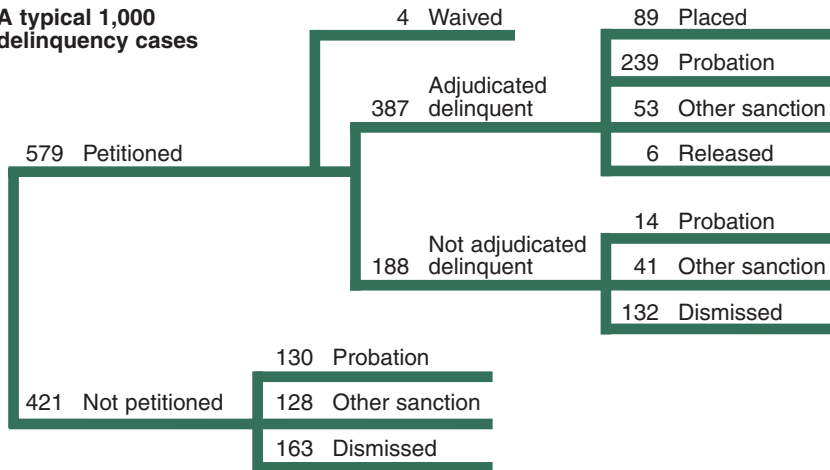 A typical 1,000
delinquency cases
4 Waived
89 Placed
239 Probation
Adjudicated
387 delinquent
53 Other sanction
6 Released
579 Petitioned
14 Probation
Not adjudicated
188 delinquent
41 Other sanction
132 Dismissed
130 Probation
421 Not petitioned
128 Other sanction
163 Dismissed